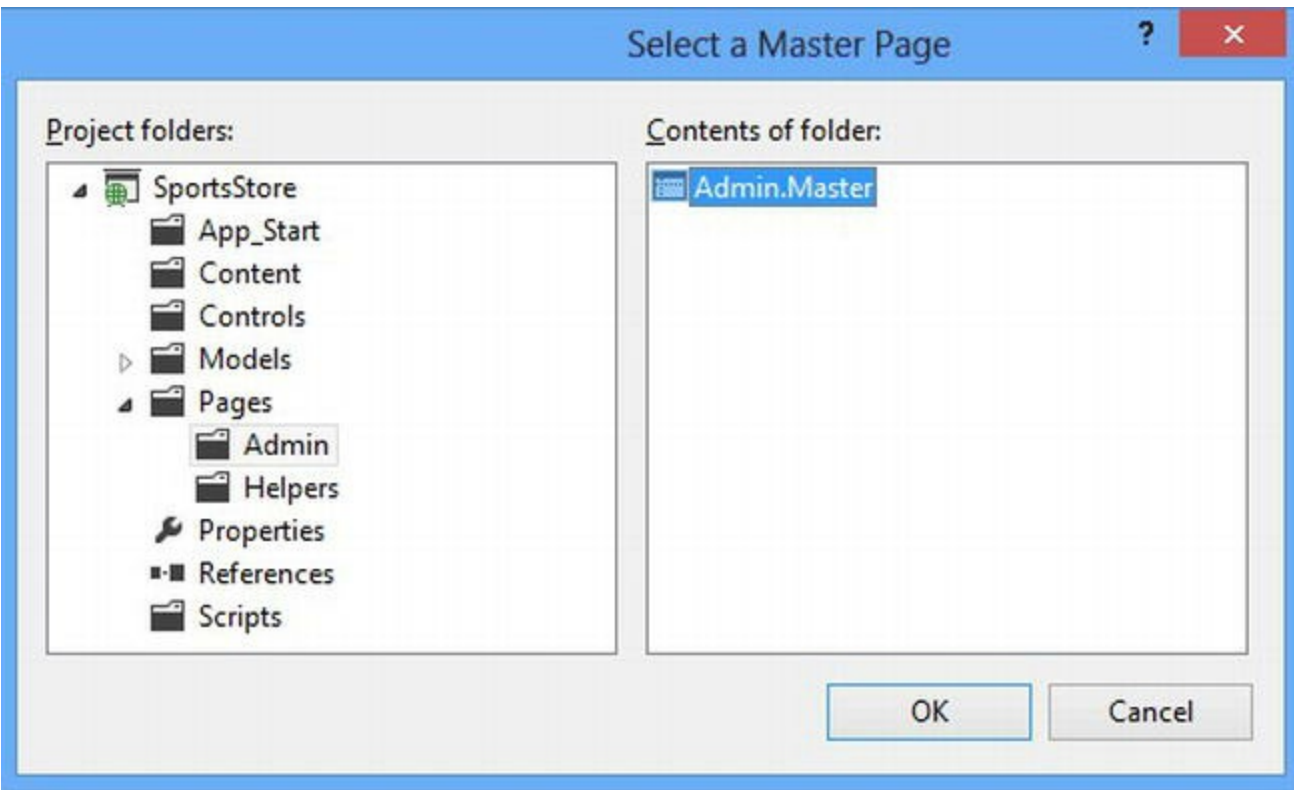 Select a Master Page
?
Project folders:
SportsStore
App_Start
Content
Controls
Models
Pages
Admin
Helpers
Properties
References
Scripts
Contents of folder:
Admin.Master
OK
Cancel